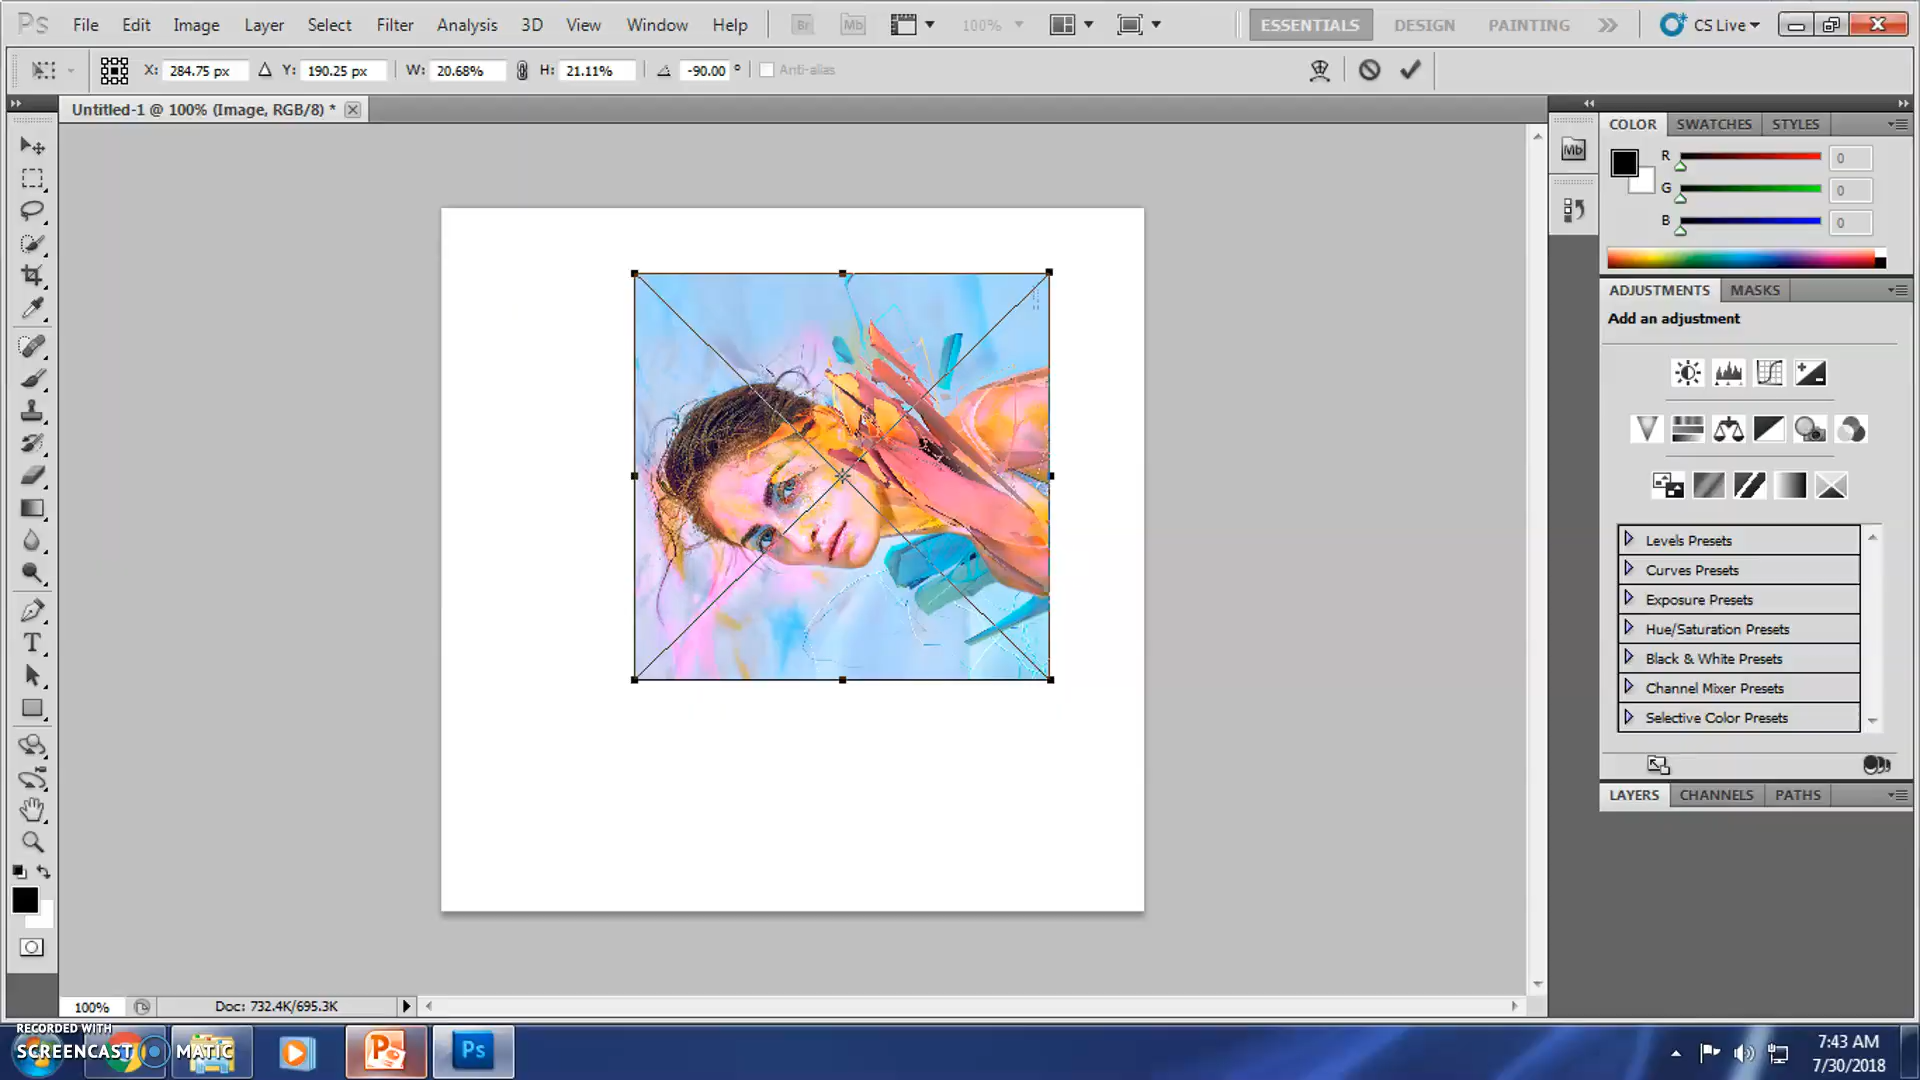 Ps File Edit Image Layer Select Filter Analysis 3D View Window Help Br Mb 100% ESSENTIALS DESIGN PAINTING CS Live
X: 284.75 px Y: 190.25 px W: 20.68% H: 21.11% -90.00 ° Anti-alias
Untitled-1 @ 100% (Image, RGB/8) *
COLOR SWATCHES STYLES
Mb
R 0
G 0
B 0
ADJUSTMENTS MASKS
Add an adjustment
Levels Presets
Curves Presets
Exposure Presets
Hue/Saturation Presets
Black & White Presets
Channel Mixer Presets
Selective Color Presets
LAYERS CHANNELS PATHS
T
100% Doc: 732.4K/695.3K
RECORDED WITH
SCREENCAST MATIC
P
Ps
7:43 AM
7/30/2018